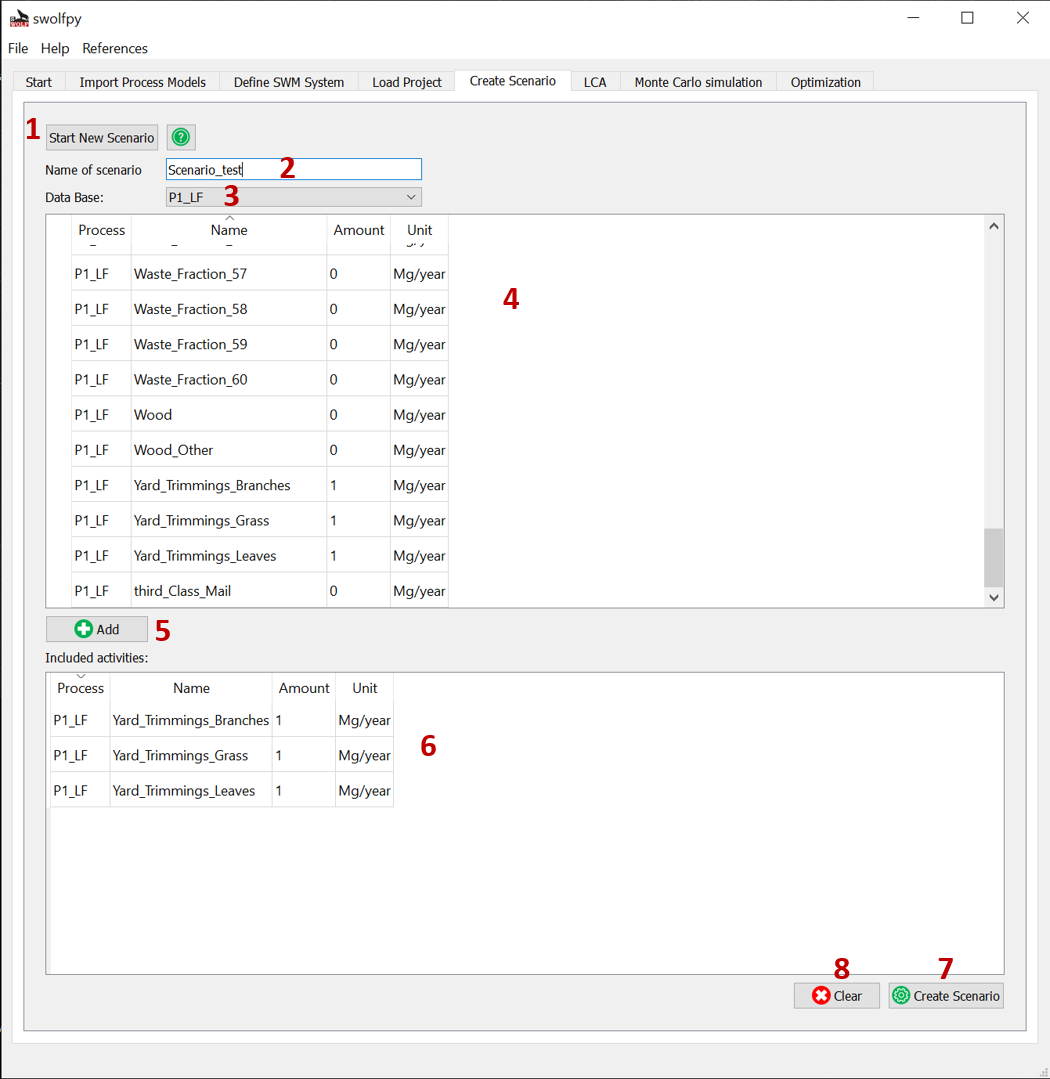 swolfpy
File Help References
Start Import Process Models Define SWM System Load Project Create Scenario LCA Monte Carlo simulation Optimization
1 Start New Scenario ?
Name of scenario Scenario_test 2
Data Base: P1_LF 3
Process Name Amount Unit
P1_LF Waste_Fraction_57 0 Mg/year
4
P1_LF Waste_Fraction_58 0 Mg/year
P1_LF Waste_Fraction_59 0 Mg/year
P1_LF Waste_Fraction_60 0 Mg/year
P1_LF Wood 0 Mg/year
P1_LF Wood_Other 0 Mg/year
P1_LF Yard_Trimmings_Branches 1 Mg/year
P1_LF Yard_Trimmings_Grass 1 Mg/year
P1_LF Yard_Trimmings_Leaves 1 Mg/year
P1_LF third_Class_Mail 0 Mg/year
Add 5
Included activities:
Process Name Amount Unit
P1_LF Yard_Trimmings_Branches 1 Mg/year
6
P1_LF Yard_Trimmings_Grass 1 Mg/year
P1_LF Yard_Trimmings_Leaves 1 Mg/year
8 7
Clear Create Scenario